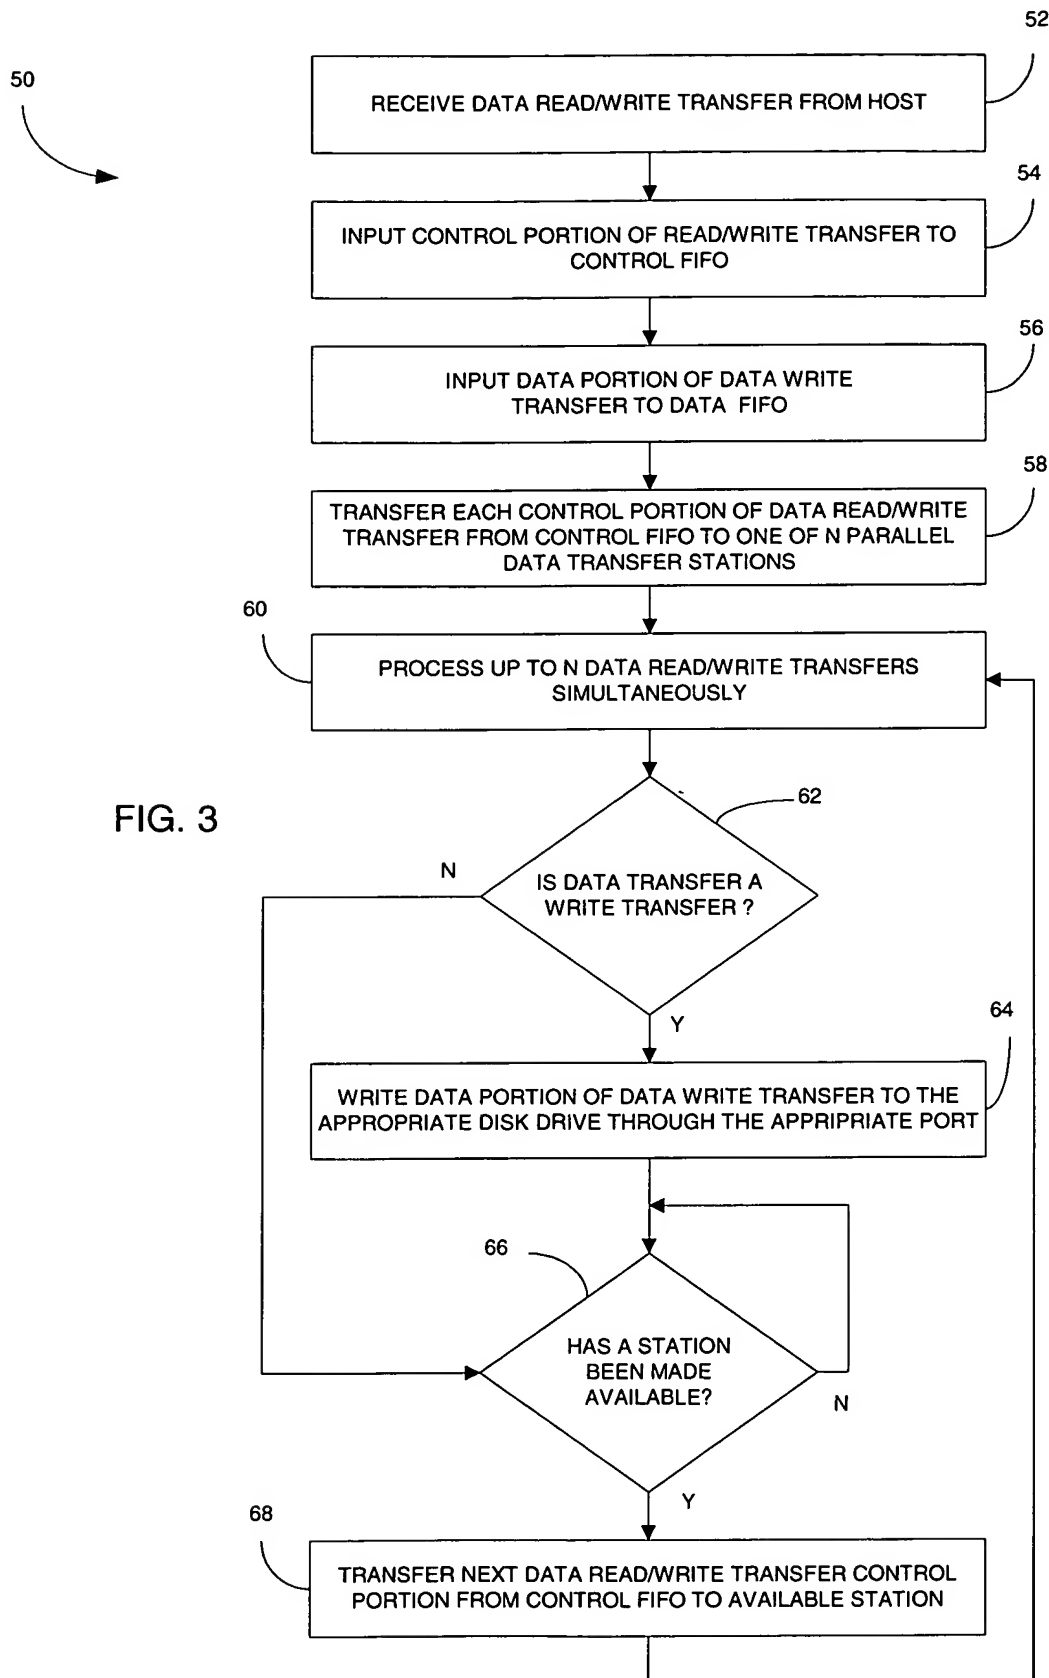 52
50
RECEIVE DATA READ/WRITE TRANSFER FROM HOST
54
INPUT CONTROL PORTION OF READ/WRITE TRANSFER TO
CONTROL FIFO
56
INPUT DATA PORTION OF DATA WRITE
TRANSFER TO DATA FIFO
58
TRANSFER EACH CONTROL PORTION OF DATA READ/WRITE
TRANSFER FROM CONTROL FIFO TO ONE OF N PARALLEL
DATA TRANSFER STATIONS
60
PROCESS UP TO N DATA READ/WRITE TRANSFERS
SIMULTANEOUSLY
FIG. 3
62
N
IS DATA TRANSFER A
WRITE TRANSFER ?
Y
64
WRITE DATA PORTION OF DATA WRITE TRANSFER TO THE
APPROPRIATE DISK DRIVE THROUGH THE APPRIPRIATE PORT
66
HAS A STATION
BEEN MADE
AVAILABLE?
N
Y
68
TRANSFER NEXT DATA READ/WRITE TRANSFER CONTROL
PORTION FROM CONTROL FIFO TO AVAILABLE STATION